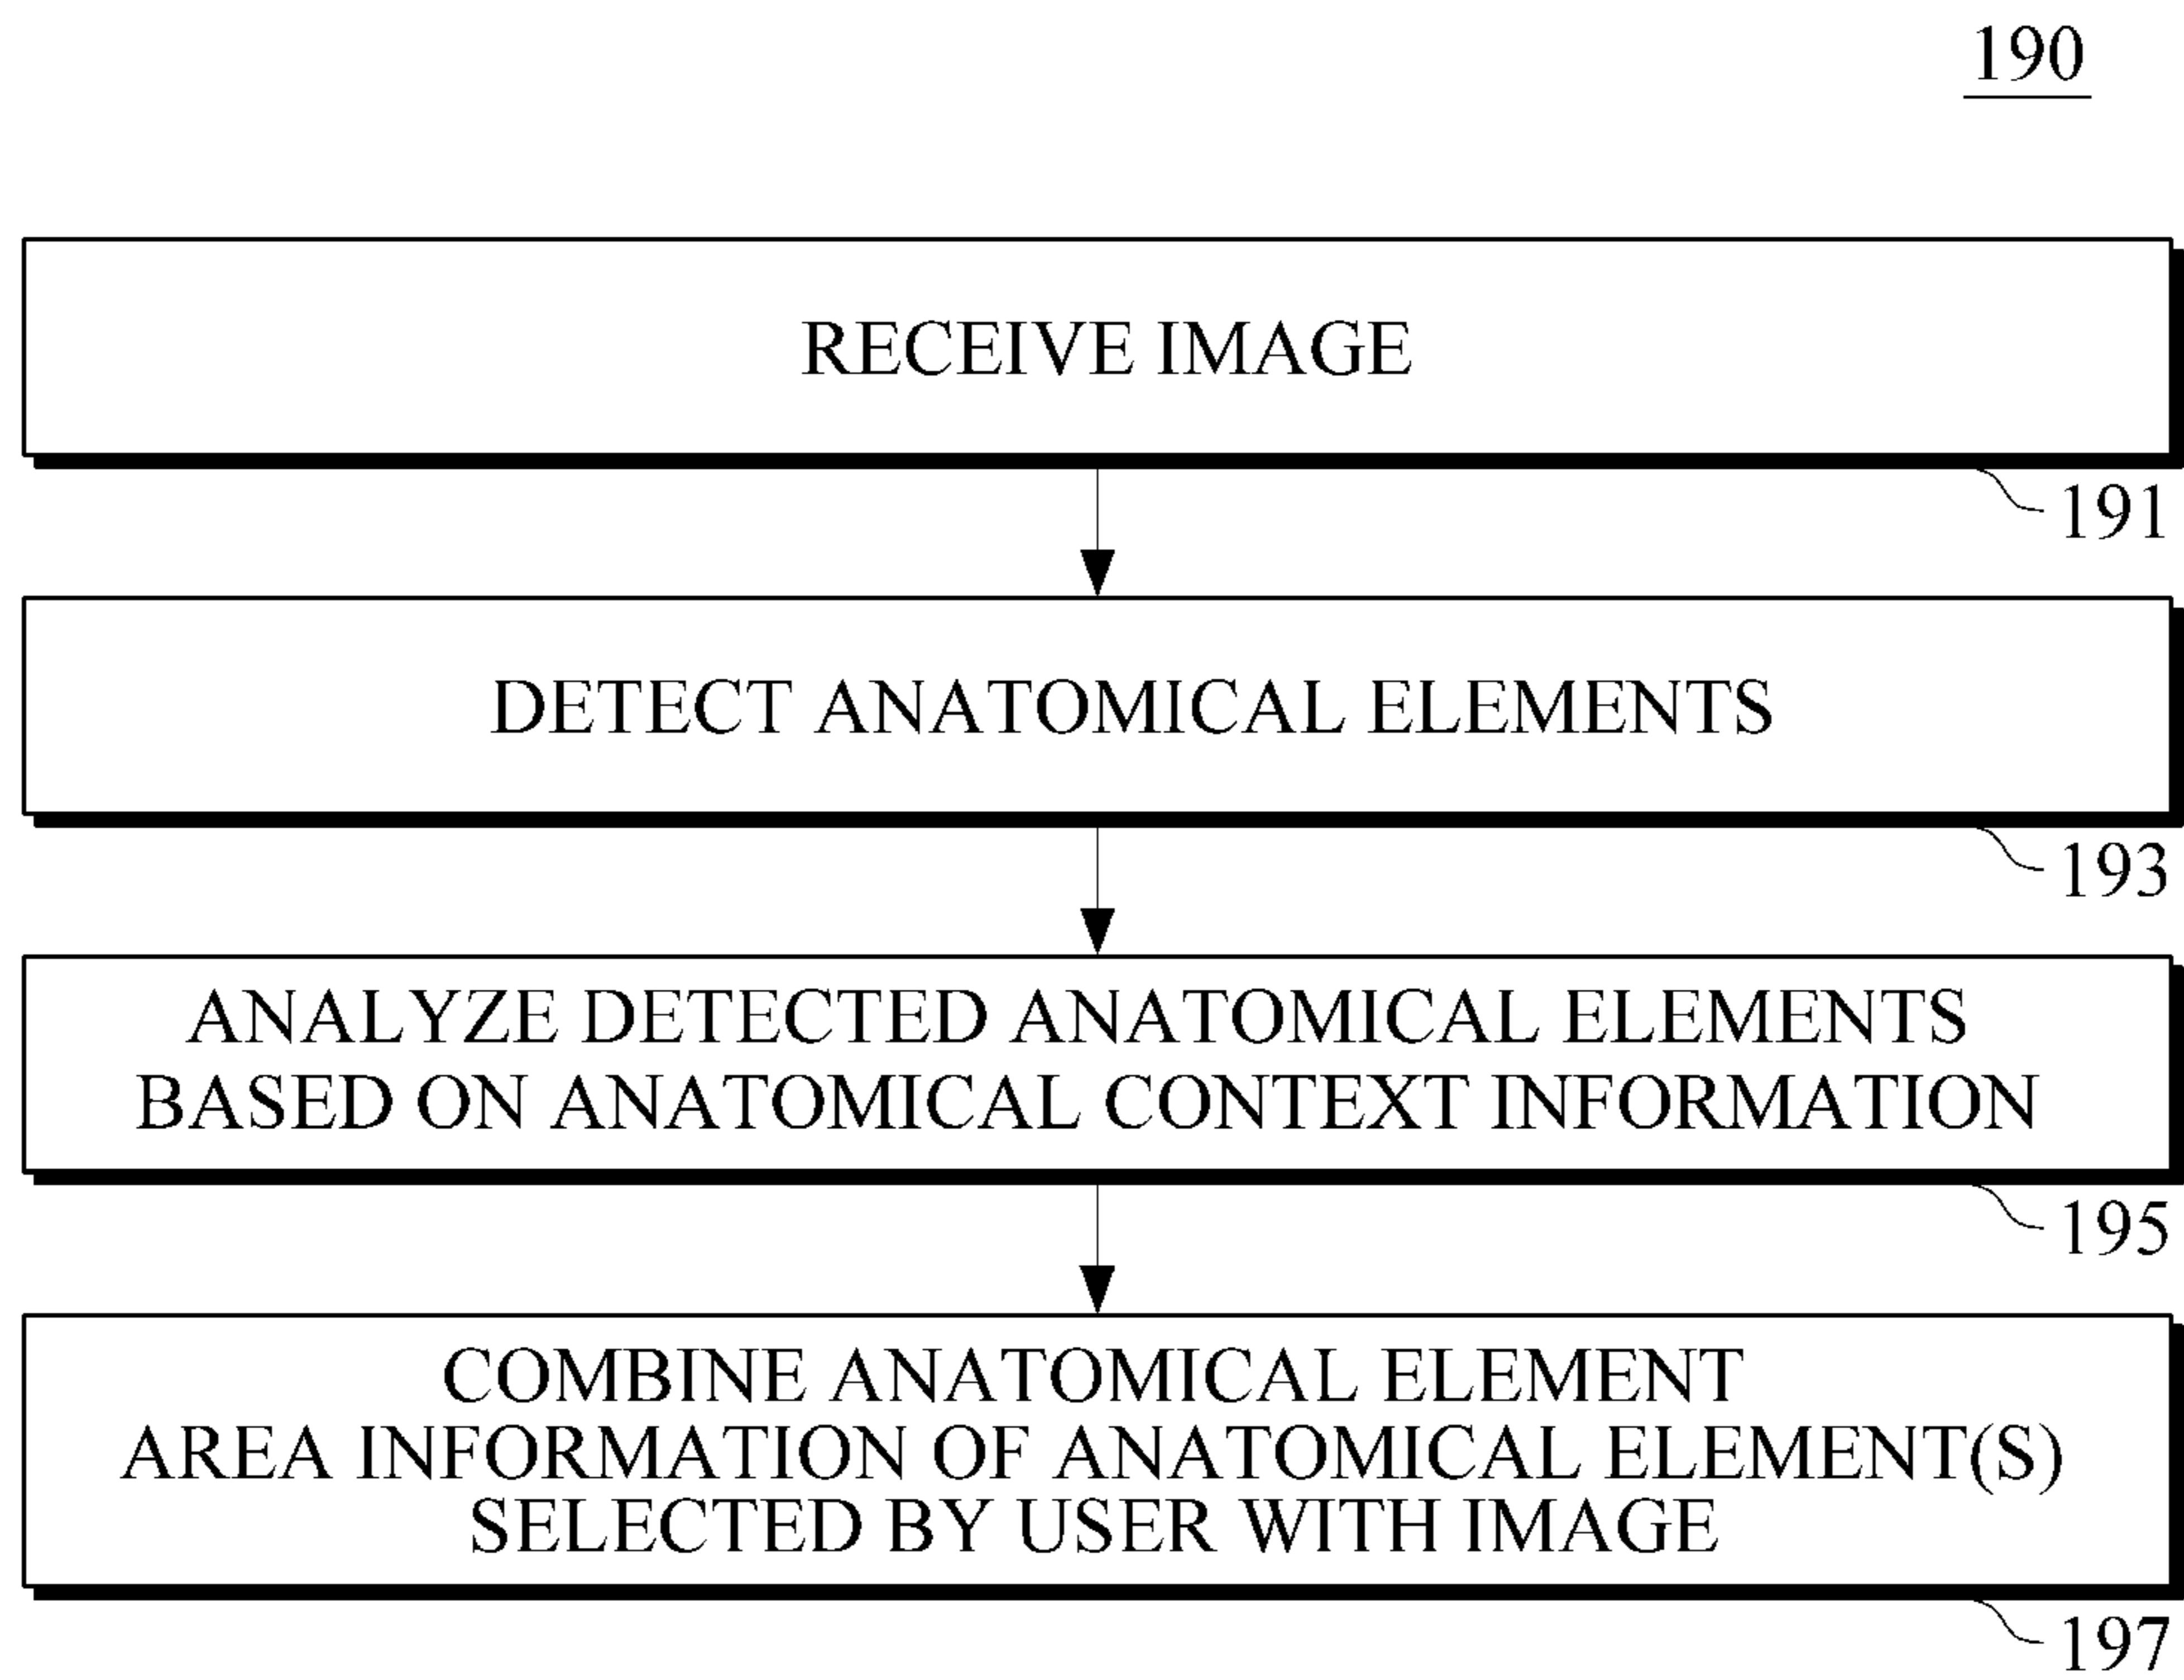 190
RECEIVE IMAGE
191
DETECT ANATOMICAL ELEMENTS
193
ANALYZE DETECTED ANATOMICAL ELEMENTS
BASED ON ANATOMICAL CONTEXT INFORMATION
195
COMBINE ANATOMICAL ELEMENT
AREA INFORMATION OF ANATOMICAL ELEMENT(S)
SELECTED BY USER WITH IMAGE
197